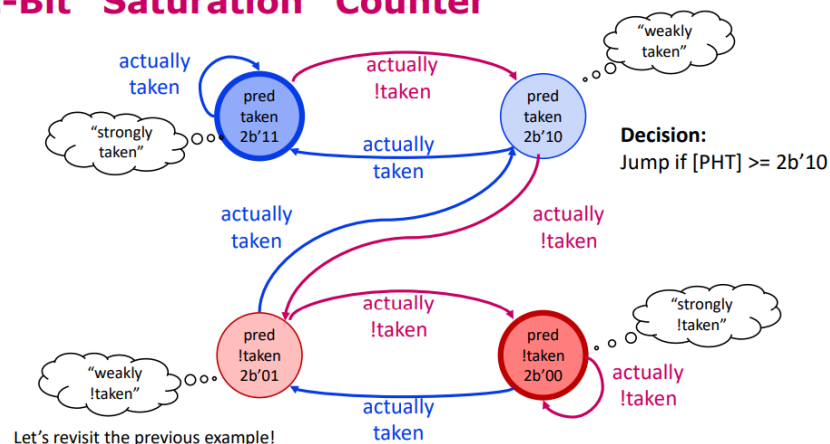 -Bit "Saturation" Counter
"weakly
taken"
actually
taken
actually
!taken
pred
taken
2b'11
pred
taken
2b'10
"strongly
taken"
Decision:
Jump if [PHT] >= 2b'10
actually
taken
actually
taken
actually
!taken
actually
!taken
"strongly
!taken"
pred
!taken
2b'01
pred
!taken
2b'00
"weakly
!taken"
actually
!taken
actually
taken
Let's revisit the previous example!